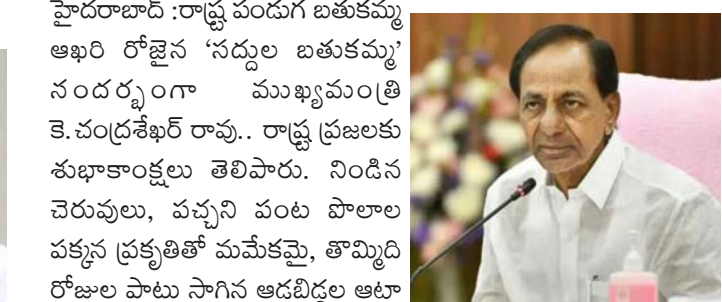 హైదరాబాద్ :రాష్ట్ర పండుగ బతుకమ్మ
ఆఖరి రోజైన ‘సద్దుల బతుకమ్మ’
సందర్భంగా ముఖ్యమంత్రి
కె.చంద్రశేఖర్ రావు.. రాష్ట్ర ప్రజలకు
శుభాకాంక్షలు తెలిపారు. నిండిన
చెరువులు, పచ్చని పంట పొలాల
పక్కన ప్రకృతితో మమేకమై, తొమ్మిది
రోజుల పాటు సాగిన ఆడబిడ్డల ఆటా